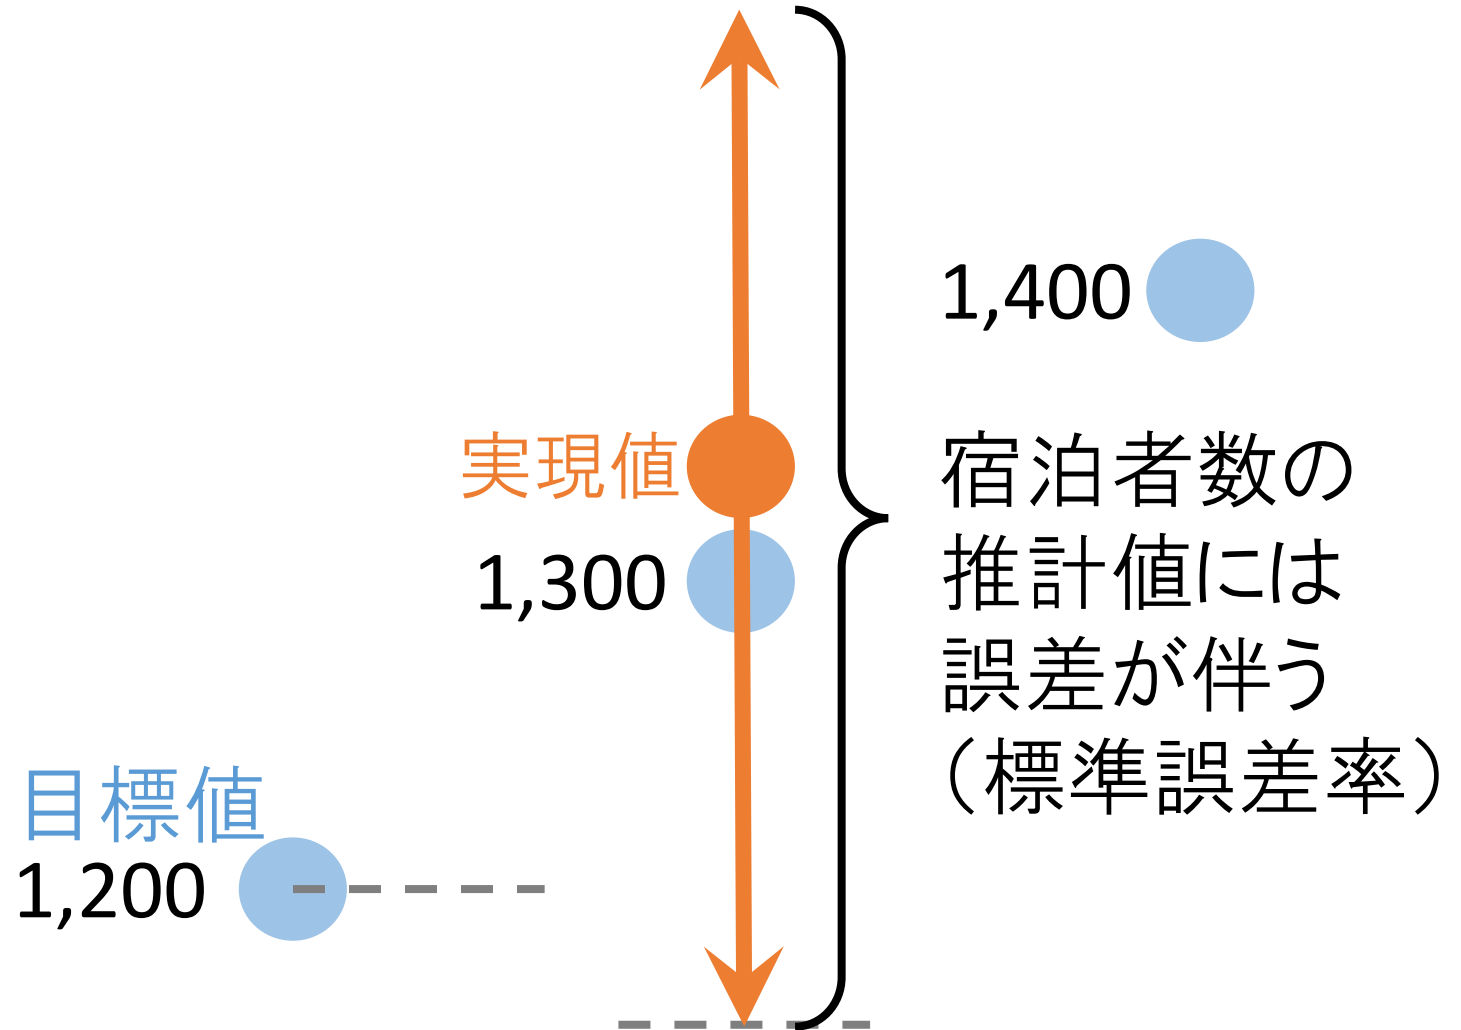 1,400
実現値
1,300
宿泊者数の
推計値には
誤差が伴う
（標準誤差率）
目標値
1,200